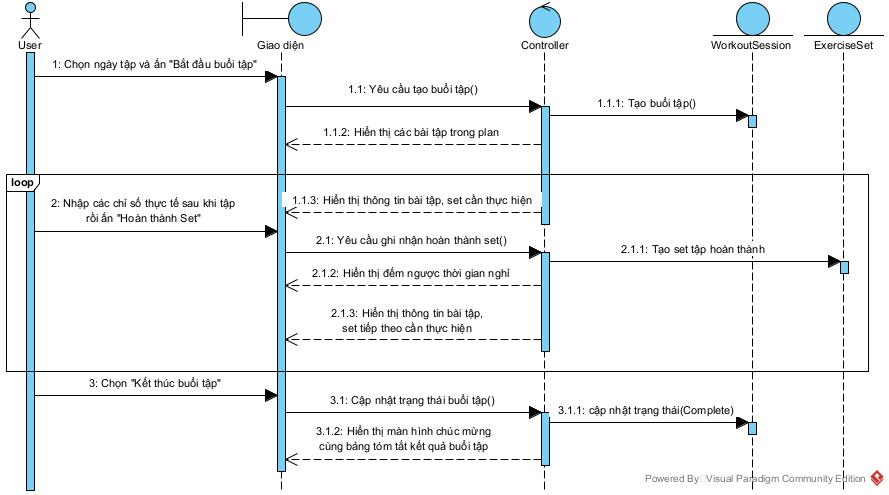 User
Giao diện
Controller
WorkoutSession
ExerciseSet
1: Chọn ngày tập và ấn "Bắt đầu buổi tập"
1.1: Yêu cầu tạo buổi tập()
1.1.1: Tạo buổi tập()
1.1.2: Hiển thị các bài tập trong plan
loop
1.1.3: Hiển thị thông tin bài tập, set cần thực hiện
2: Nhập các chỉ số thực tế sau khi tập
rồi ấn "Hoàn thành Set"
2.1: Yêu cầu ghi nhận hoàn thành set()
2.1.1: Tạo set tập hoàn thành
2.1.2: Hiển thị đếm ngược thời gian nghỉ
2.1.3: Hiển thị thông tin bài tập,
set tiếp theo cần thực hiện
3: Chọn "Kết thúc buổi tập"
3.1: Cập nhật trạng thái buổi tập()
3.1.1: cập nhật trạng thái(Complete)
3.1.2: Hiển thị màn hình chúc mừng
cùng bảng tóm tắt kết quả buổi tập
Powered By Visual Paradigm Community Edition